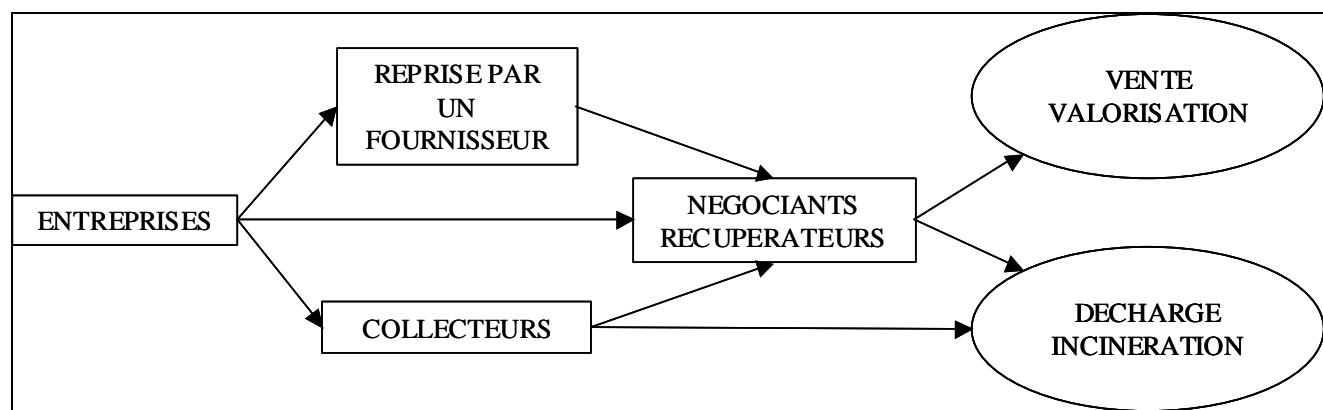 REPRISE PAR
UN
FOURNISSEUR
VENTE
VALORISATION
ENTREPRISES
NEGOCIANTS
RECUPERATEURS
COLLECTEURS
DECHARGE
INCINERATION